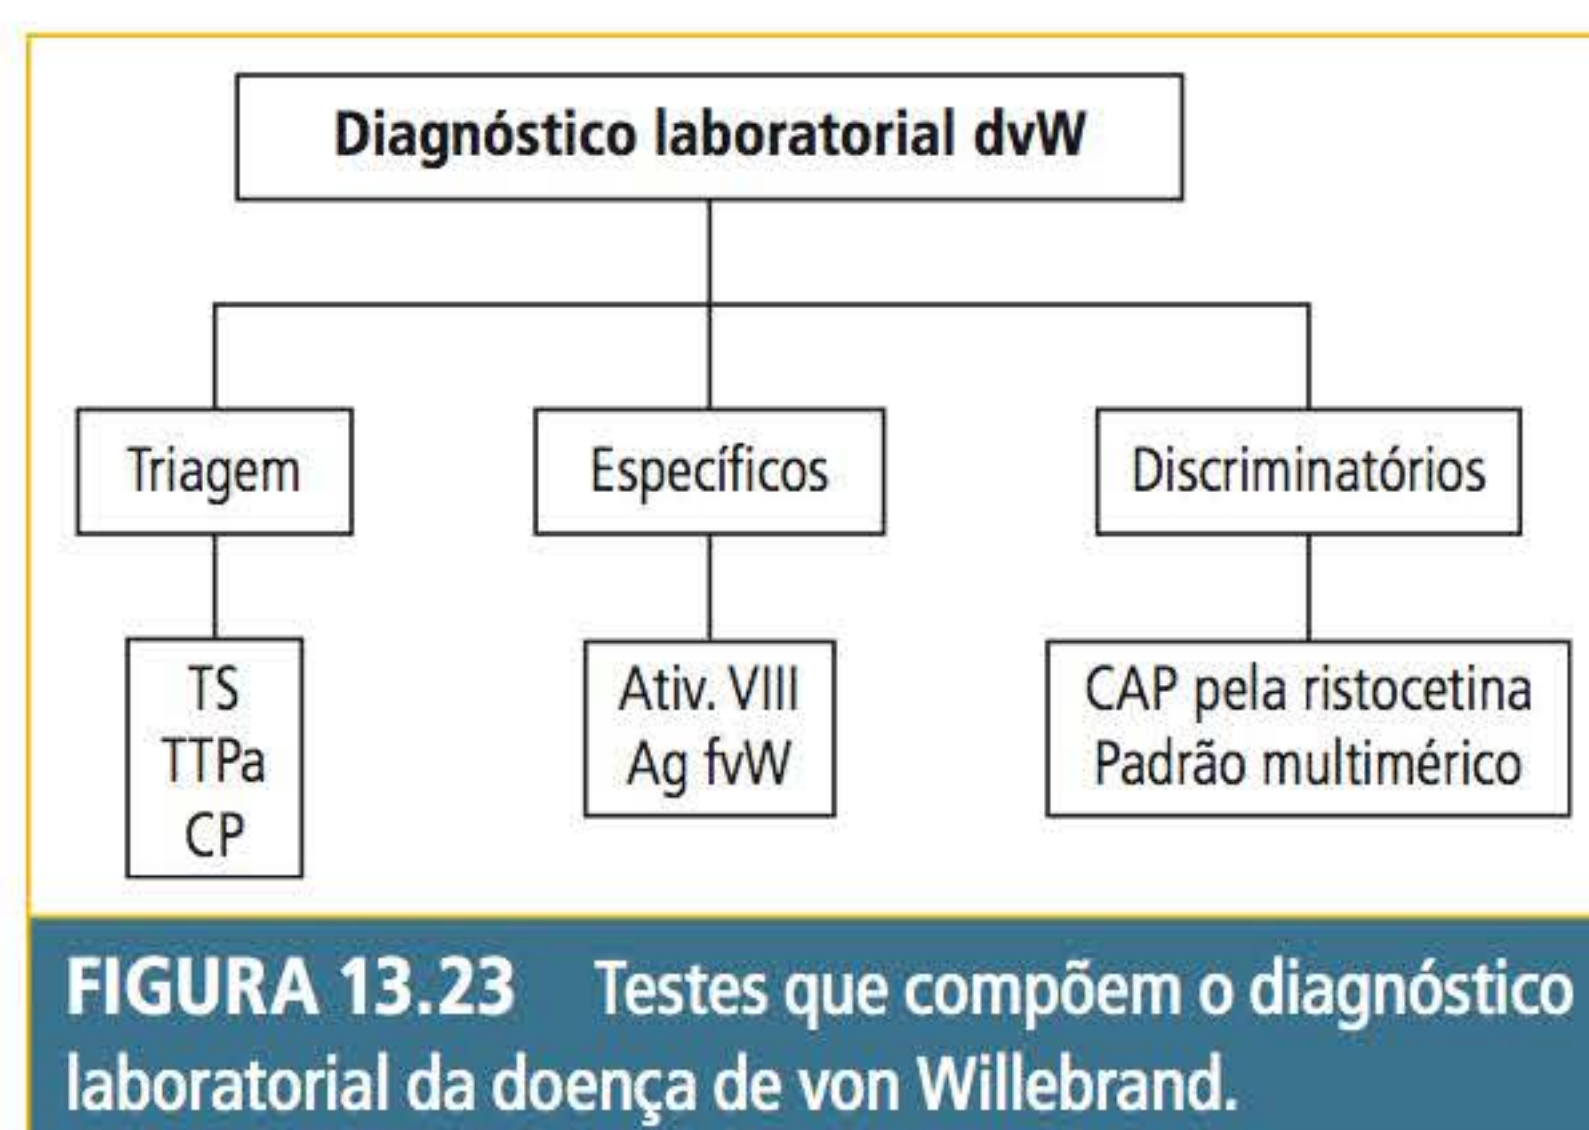 Diagnóstico laboratorial dvW
Triagem
Específicos
Discriminatórios
TS
TTPa
CP
Ativ. VIII
Ag fvW
CAP pela ristocetina
Padrão multimérico
FIGURA 13.23 Testes que compõem o diagnóstico
laboratorial da doença de von Willebrand.